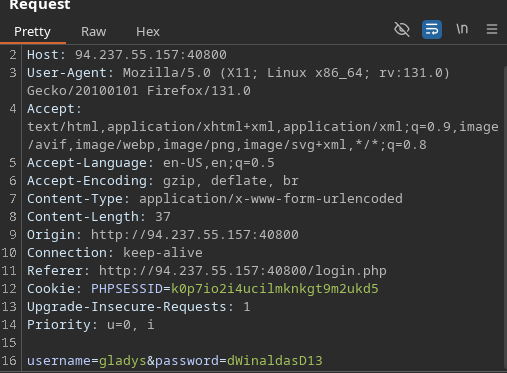 Request
Pretty Raw Hex \n
2 Host: 94.237.55.157:40800
3 User-Agent: Mozilla/5.0 (X11; Linux x86_64; rv:131.0)
Gecko/20100101 Firefox/131.0
4 Accept:
text/html,application/xhtml+xml,application/xml;q=0.9,image
/avif,image/webp,image/png,image/svg+xml,*/*;q=0.8
5 Accept-Language: en-US,en;q=0.5
6 Accept-Encoding: gzip, deflate, br
7 Content-Type: application/x-www-form-urlencoded
8 Content-Length: 37
9 Origin: http://94.237.55.157:40800
10 Connection: keep-alive
11 Referer: http://94.237.55.157:40800/login.php
12 Cookie: PHPSESSID=k0p7io2i4ucilmknkgt9m2ukd5
13 Upgrade-Insecure-Requests: 1
14 Priority: u=0, i
15
16 username=gladys&password=dWinaldasD13